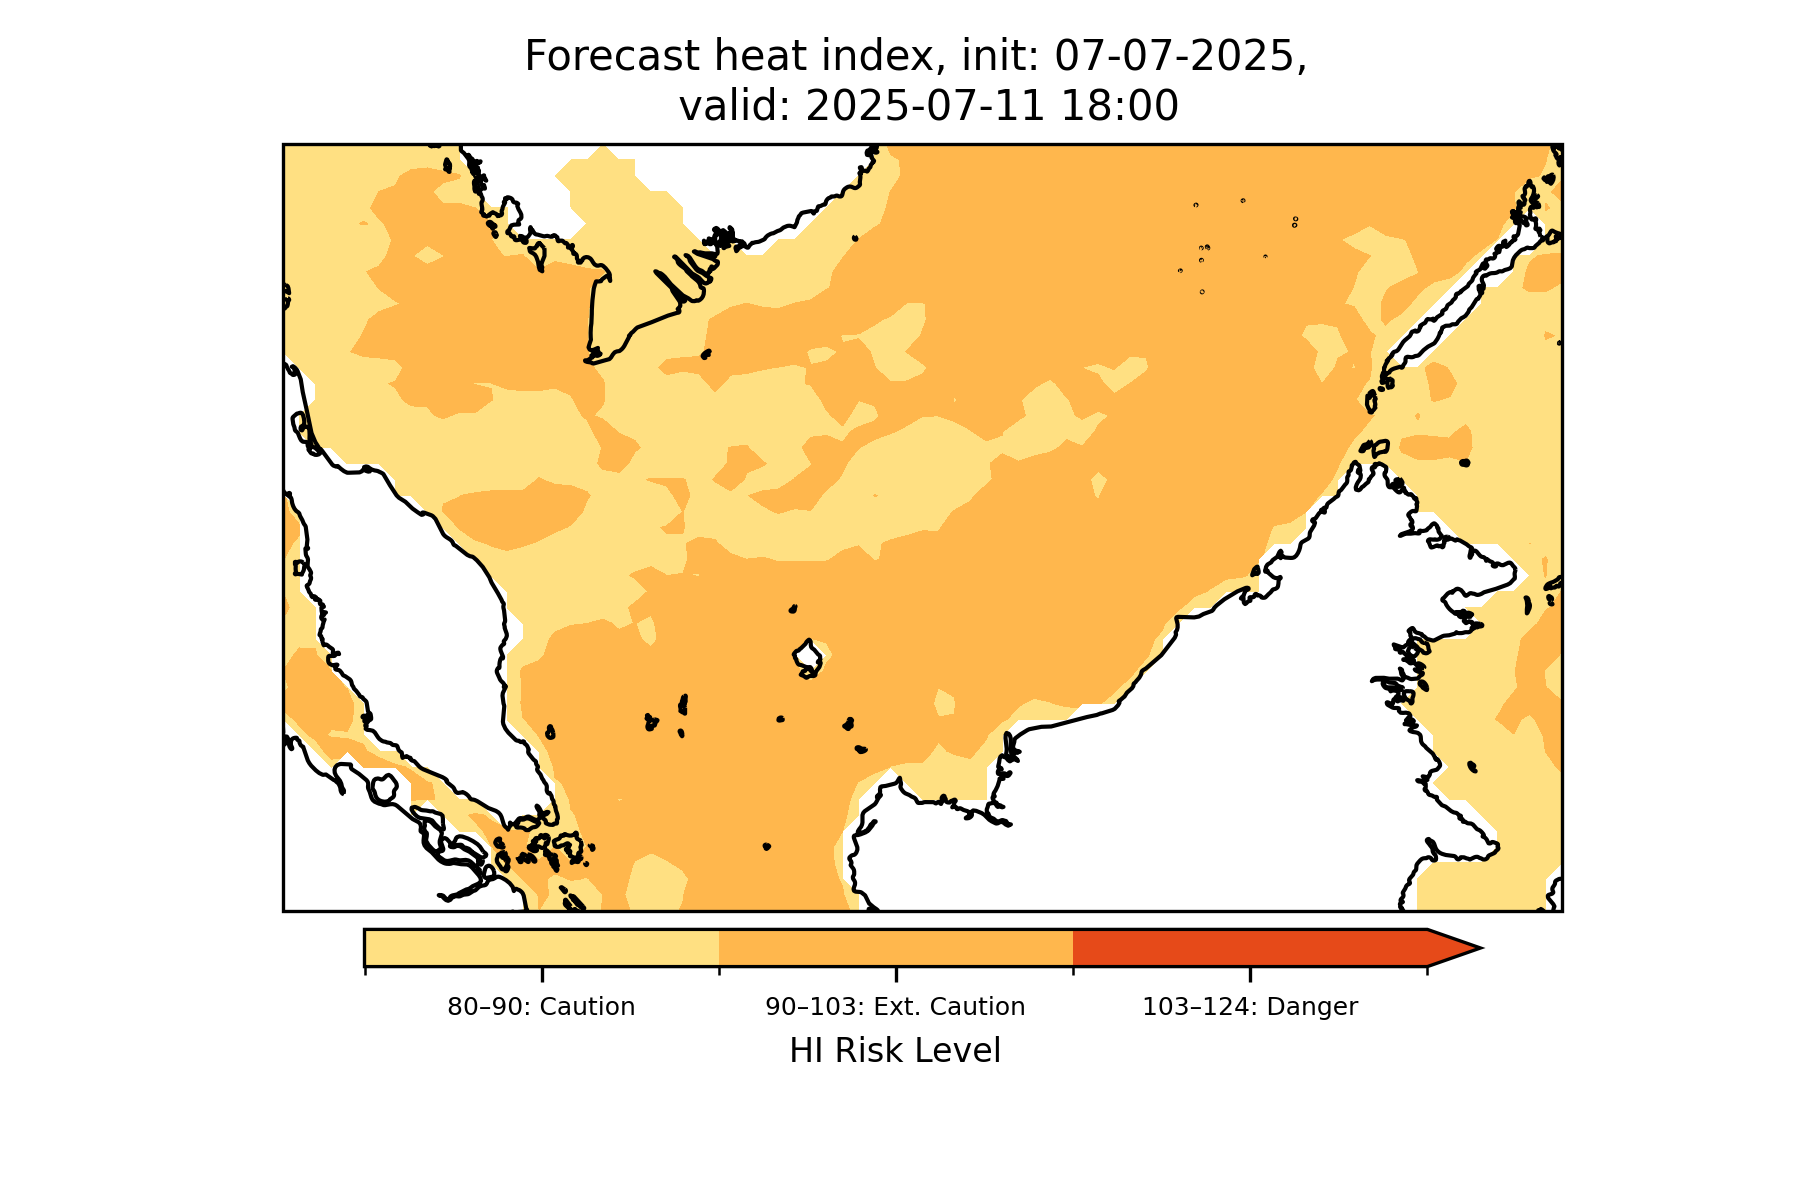 Forecast heat index, init: 07-07-2025,
valid: 2025-07-11 18:00
80–90: Caution
90–103: Ext. Caution
103–124: Danger
HI Risk Level